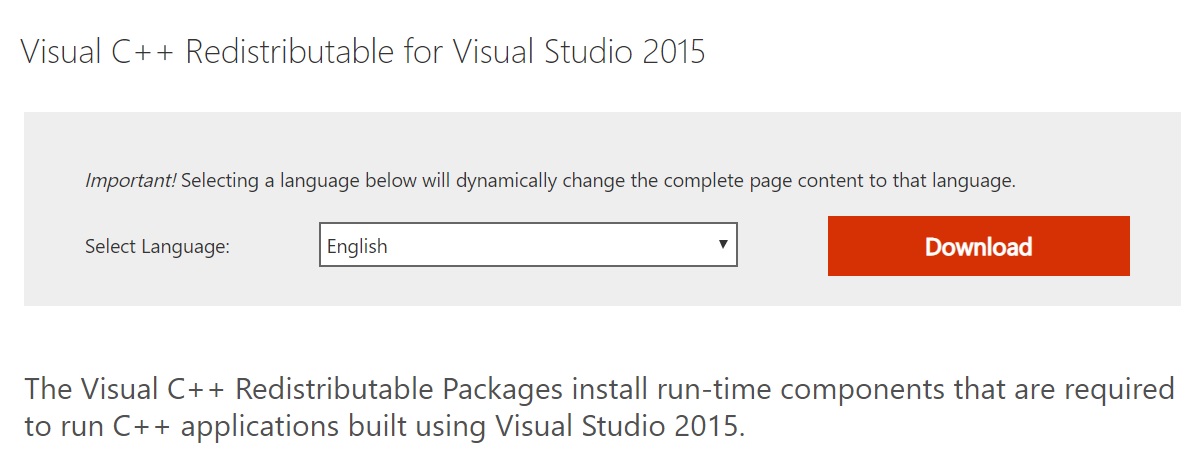 Visual C++ Redistributable for Visual Studio 2015
Important! Selecting a language below will dynamically change the complete page content to that language.
Select Language:
English
Download
The Visual C++ Redistributable Packages install run-time components that are required
to run C++ applications built using Visual Studio 2015.